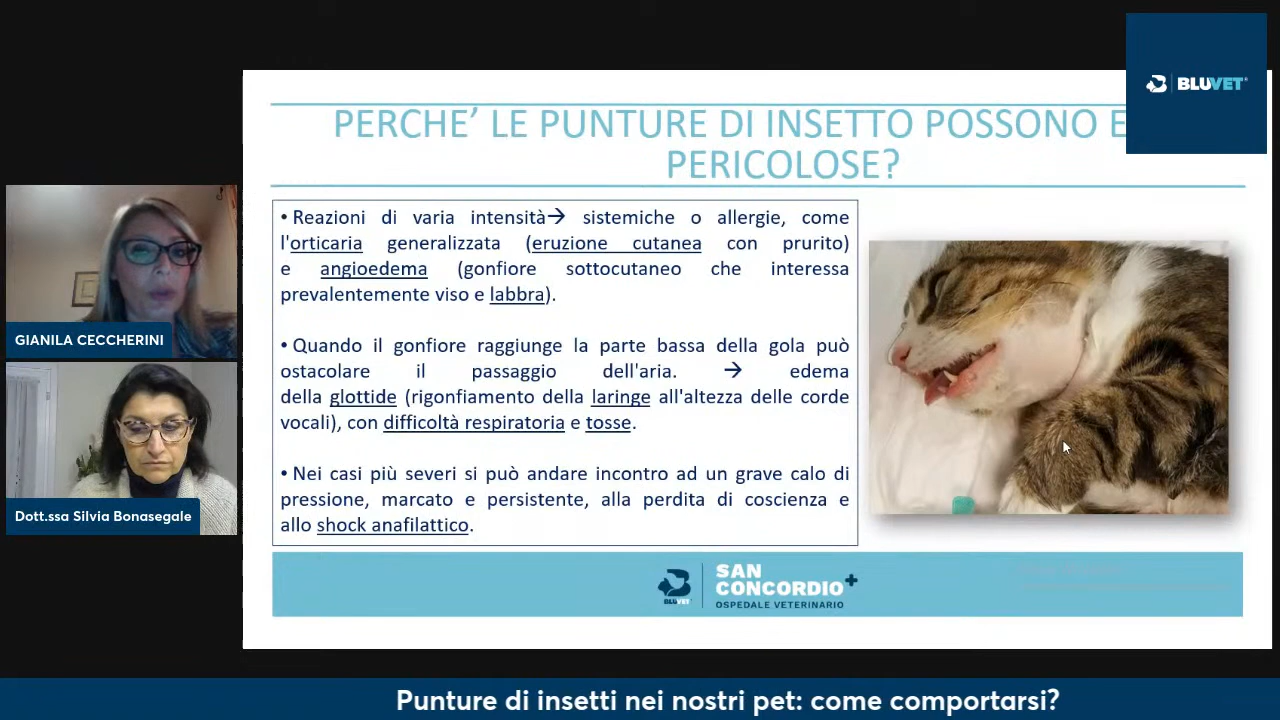 BLUVET
PERCHE’ LE PUNTURE DI INSETTO POSSONO E
PERICOLOSE?
• Reazioni di varia intensità→ sistemiche o allergie, come
l'orticaria generalizzata (eruzione cutanea con prurito)
e angioedema (gonfiore sottocutaneo che interessa
prevalentemente viso e labbra).
• Quando il gonfiore raggiunge la parte bassa della gola può
ostacolare il passaggio dell'aria. → edema
della glottide (rigonfiamento della laringe all'altezza delle corde
vocali), con difficoltà respiratoria e tosse.
• Nei casi più severi si può andare incontro ad un grave calo di
pressione, marcato e persistente, alla perdita di coscienza e
allo shock anafilattico.
GIANILA CECCHERINI
Dott.ssa Silvia Bonasegale
BLUVET
SAN
CONCORDIO+
OSPEDALE VETERINARIO
Punture di insetti nei nostri pet: come comportarsi?